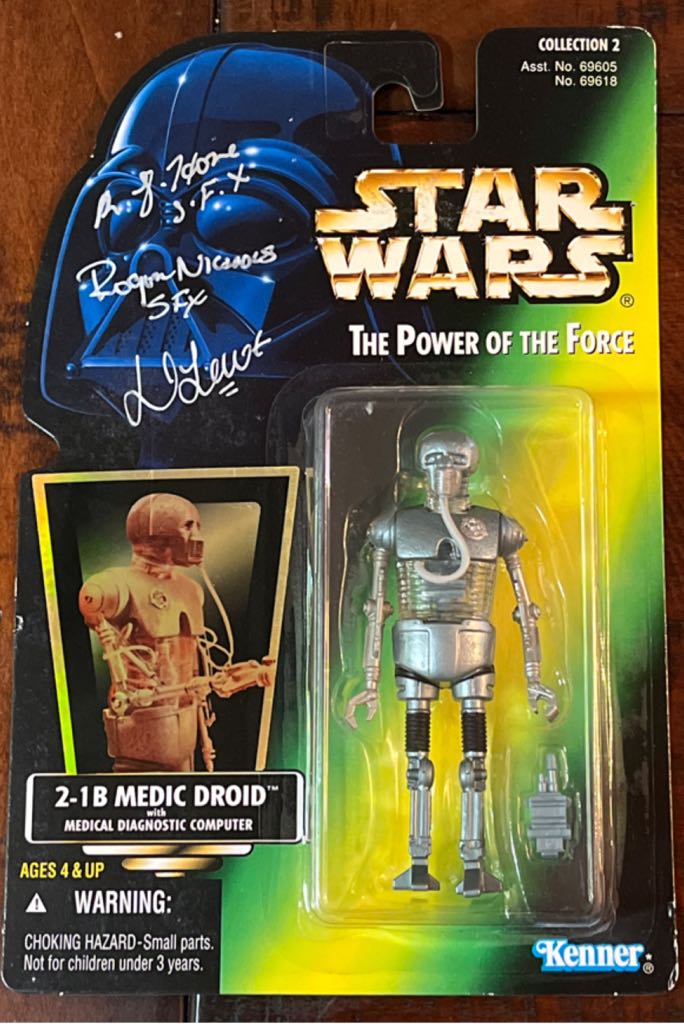 COLLECTION 2
Asst. No. 69605
No. 69618
STAR
WARS®
THE POWER OF THE FORCE
S.F.X
Roger Nichols
SFX
2-1B MEDIC DROID™
with
MEDICAL DIAGNOSTIC COMPUTER
AGES 4 & UP
WARNING:
CHOKING HAZARD-Small parts.
Not for children under 3 years.
Kenner®